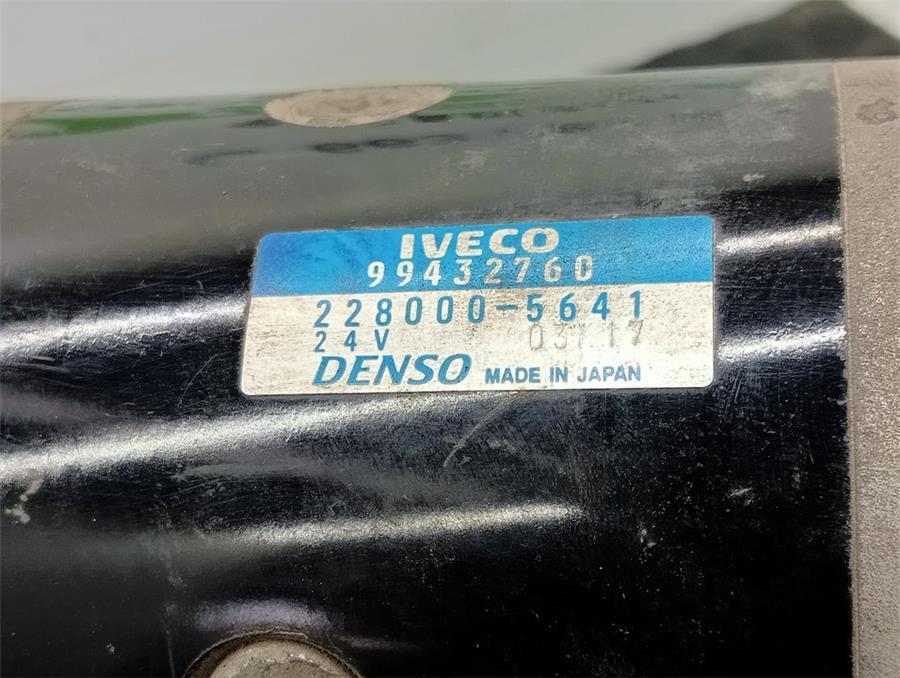 IVECO
99432760
228000-5641
24V
DENSO MADE IN JAPAN